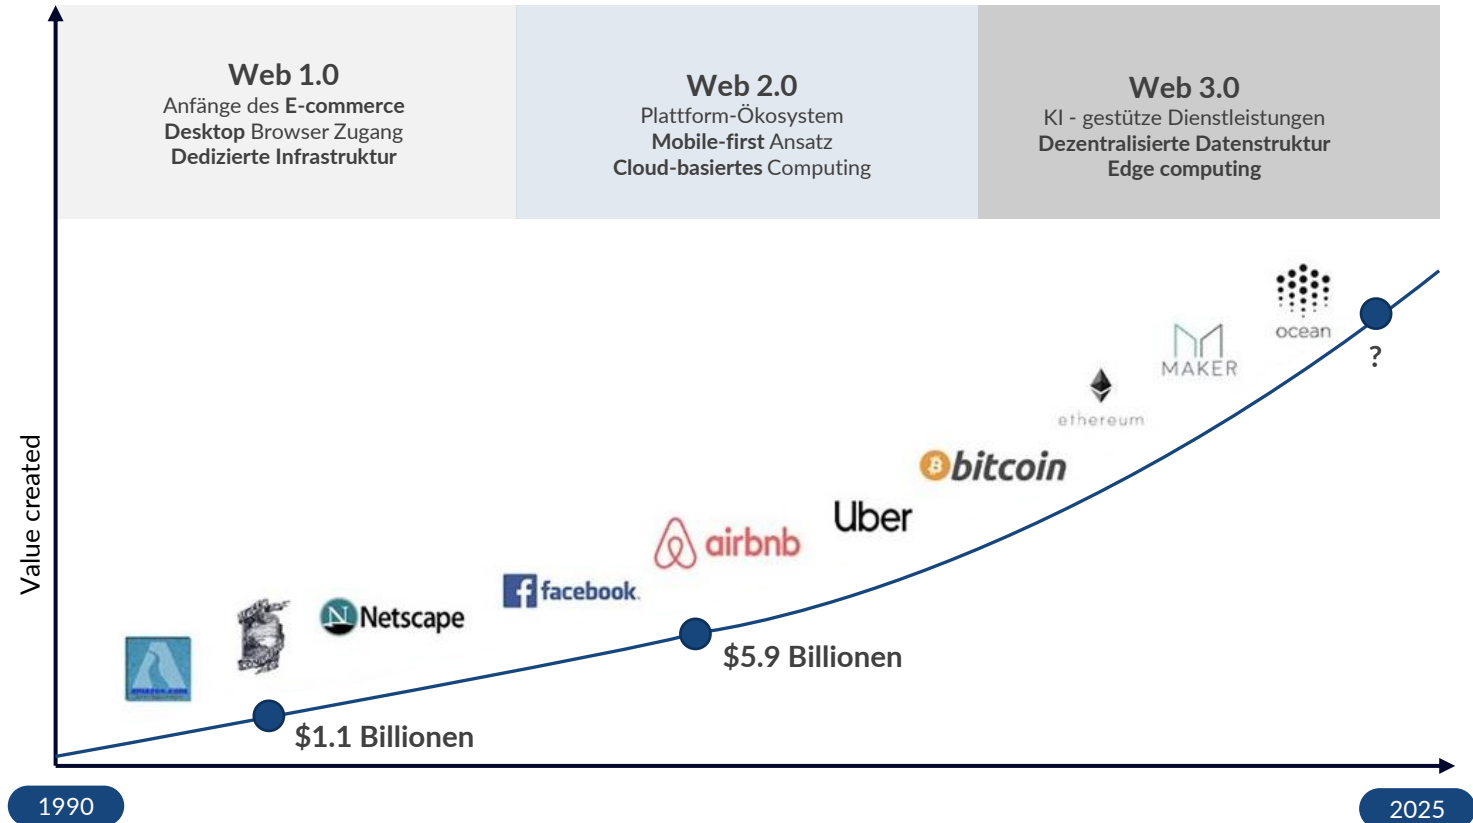 Web 1.0
Anfänge des E-commerce
Desktop Browser Zugang
Dedizierte Infrastruktur
Web 2.0
Plattform-Ökosystem
Mobile-first Ansatz
Cloud-basiertes Computing
Web 3.0
KI - gestütze Dienstleistungen
Dezentralisierte Datenstruktur
Edge computing
Value created
amazon.com
N Netscape
facebook.
airbnb
Uber
bitcoin
ethereum
MAKER
ocean
?
$5.9 Billionen
$1.1 Billionen
1990
2025